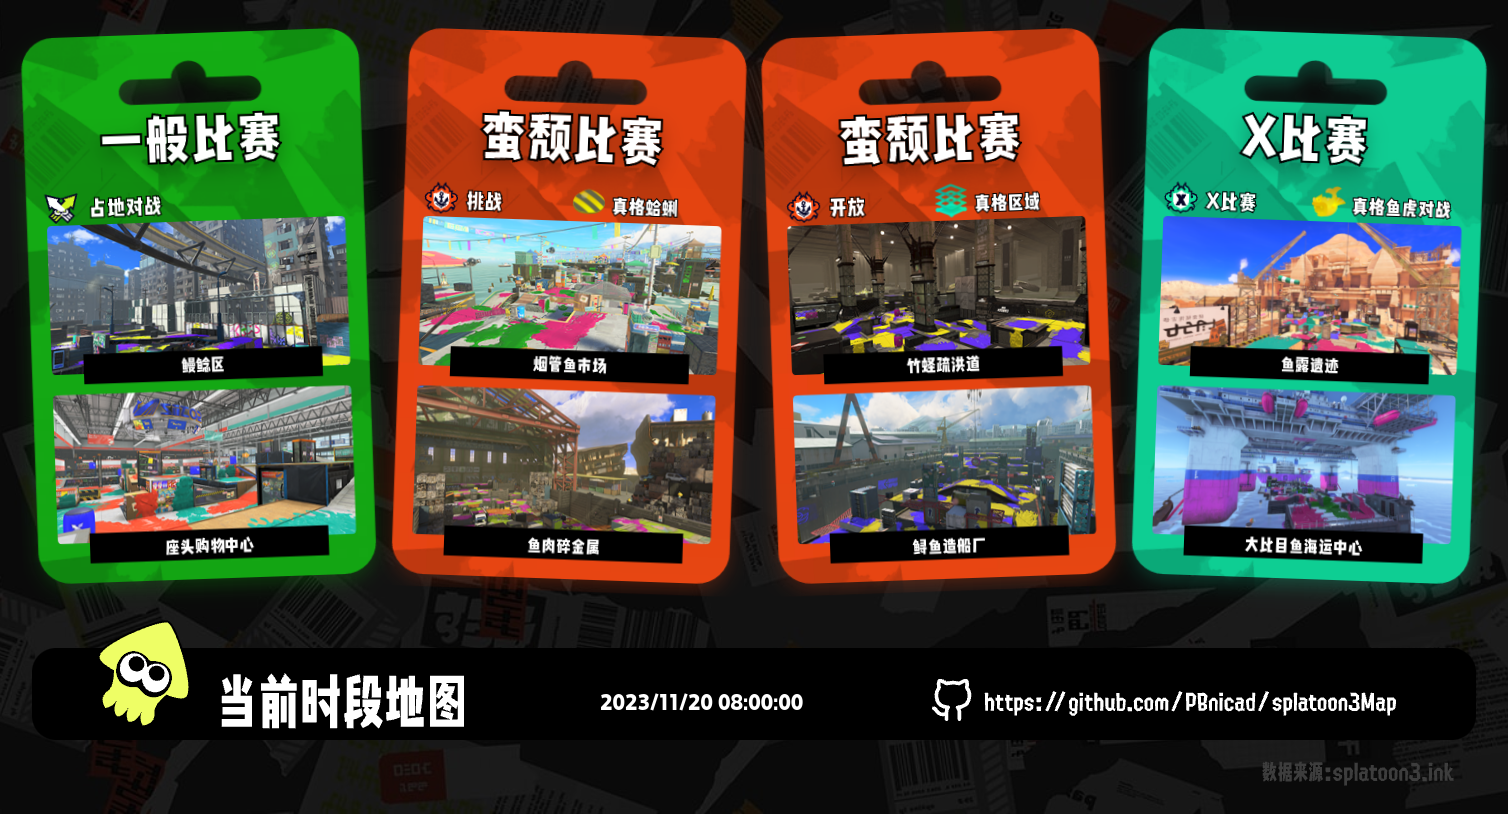 一般比赛
占地对战
鳗鲶区
座头购物中心
蛮颓比赛
挑战
真格蛤蜊
烟管鱼市场
鱼肉碎金属
蛮颓比赛
开放
真格区域
竹蛏疏洪道
鲟鱼造船厂
X比赛
X比赛
真格鱼虎对战
鱼露遗迹
大比目鱼海运中心
当前时段地图
2023/11/20 08:00:00
https://github.com/PBnicad/splatoon3Map
数据来源:splatoon3.ink